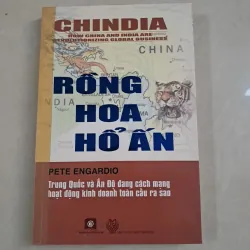 CHINDIA
HOW CHINA AND INDIA ARE
REVOLUTIONIZING GLOBAL BUSINESS
CHINA
RỒNG
HOA
HỔ ẤN
PETE ENGARDIO
Trung Quốc và Ấn Độ đang cách mạng
hoạt động kinh doanh toàn cầu ra sao